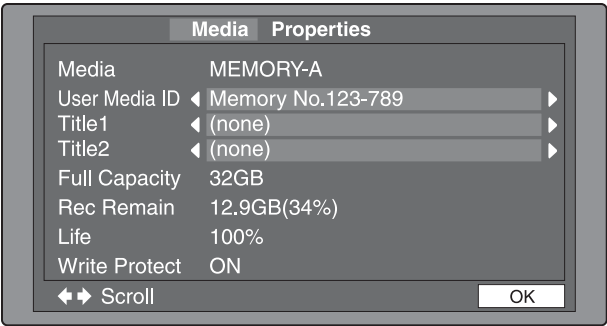 Media Properties
Media MEMORY-A
User Media ID Memory No.123-789
Title1 (none)
Title2 (none)
Full Capacity 32GB
Rec Remain 12.9GB(34%)
Life 100%
Write Protect ON
Scroll OK